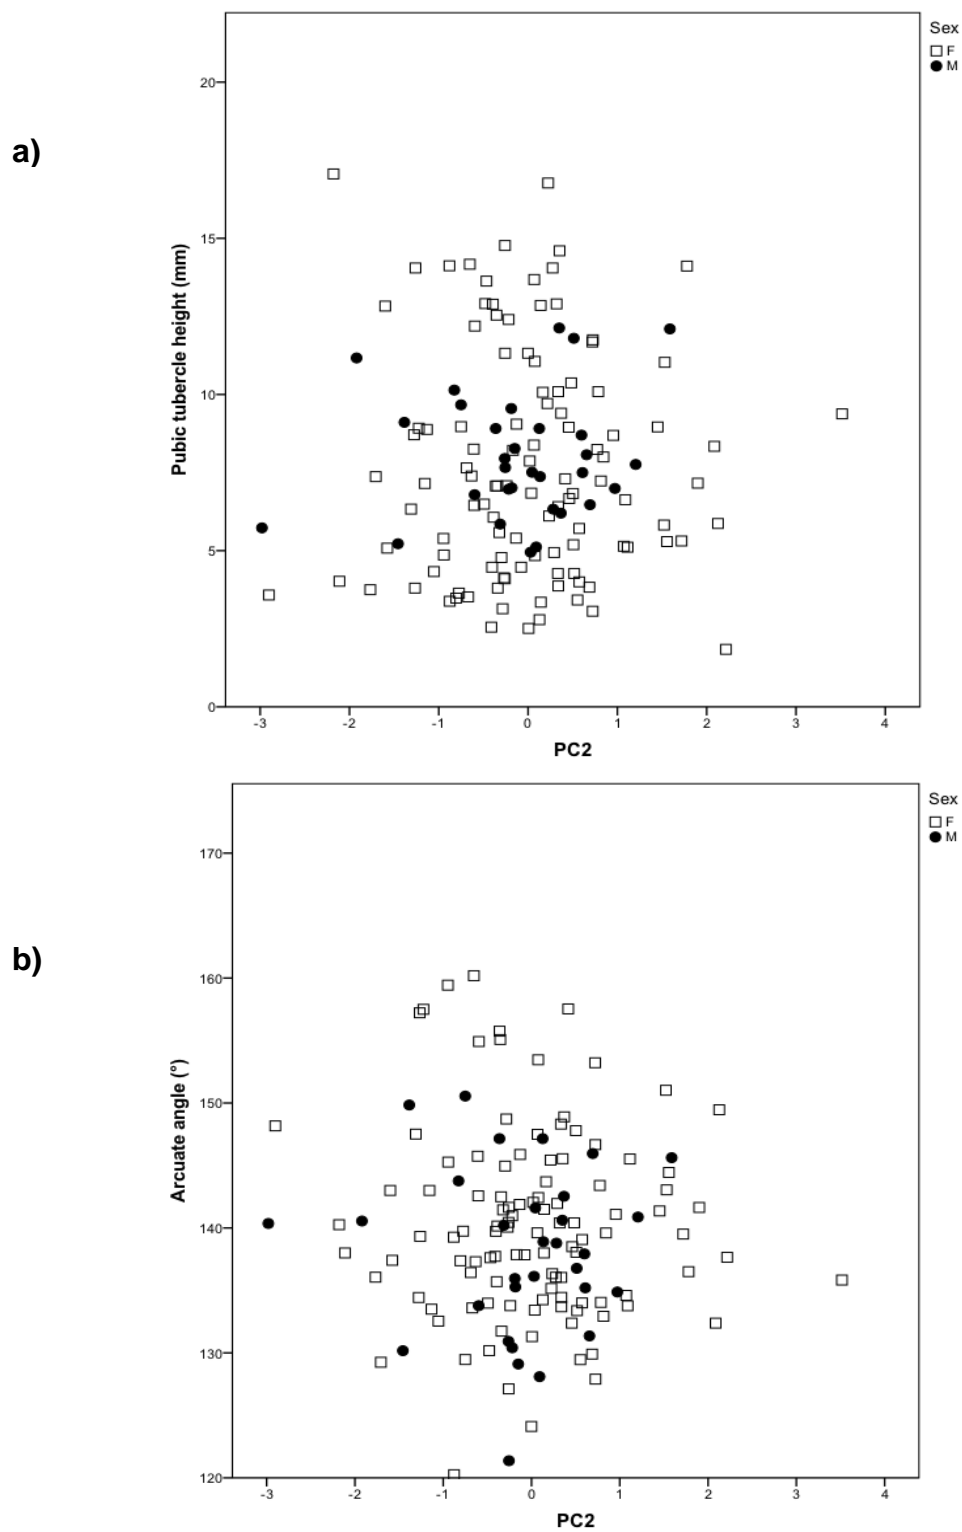 a)
Sex
F
M
20
15
10
5
0
Pubic tubercle height (mm)
-3 -2 -1 0 1 2 3 4
PC2
b)
Sex
F
M
170
160
150
140
130
120
Arcuate angle (°)
-3 -2 -1 0 1 2 3 4
PC2